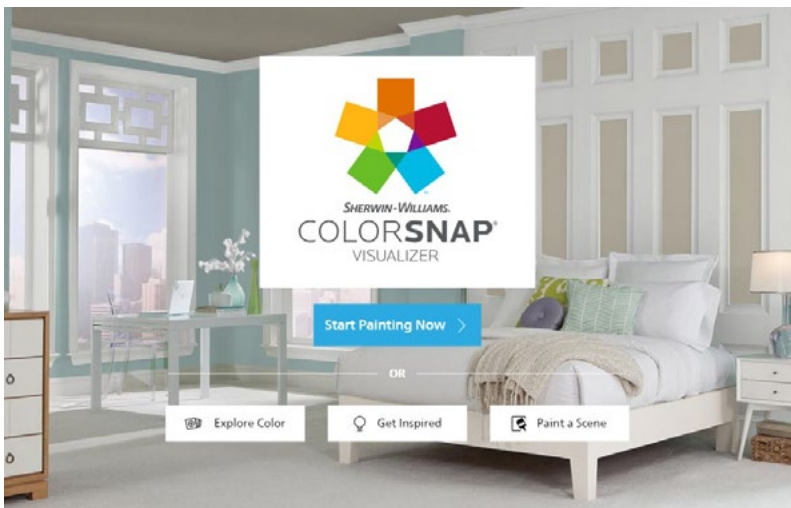 SHERWIN-WILLIAMS.
COLORSNAP®
VISUALIZER
Start Painting Now
OR
Explore Color
Get Inspired
Paint a Scene